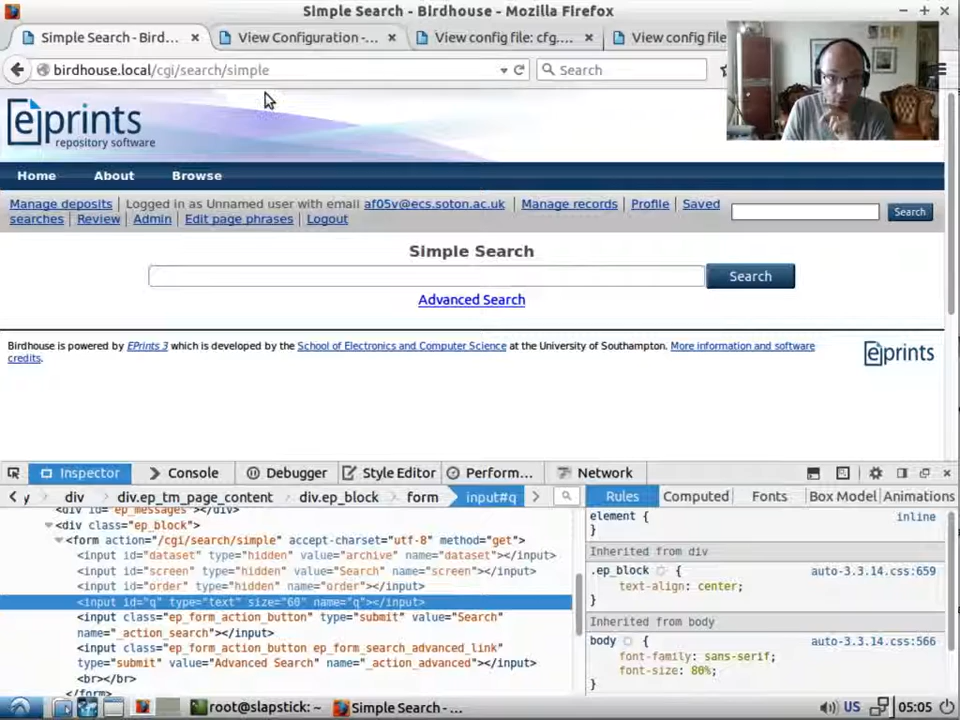 Simple Search - Birdhouse - Mozilla Firefox
Simple Search - Bird... × View Configuration -... × View config file: cfg.... × View config file
birdhouse.local/cgi/search/simple Search
eprints
repository software
Home About Browse
Manage deposits Logged in as Unnamed user with email af05v@ecs.soton.ac.uk Manage records Profile Saved
searches Review Admin Edit page phrases Logout Search
Simple Search
Search
Advanced Search
Birdhouse is powered by EPrints 3 which is developed by the School of Electronics and Computer Science at the University of Southampton. More information and software
credits. eprints
Inspector Console Debugger Style Editor Perform... Network
y div div.ep_tm_page_content div.ep_block form input#q Rules Computed Fonts Box Model Animations
<div id="ep_messages"></div>
<div class="ep_block">
<form action="/cgi/search/simple" accept-charset="utf-8" method="get">
<input id="dataset" type="hidden" value="archive" name="dataset"></input>
<input id="screen" type="hidden" value="Search" name="screen"></input>
<input id="order" type="hidden" name="order"></input>
<input id="q" type="text" size="60" name="q"></input>
<input class="ep_form_action_button" type="submit" value="Search"
name="_action_search"></input>
<input class="ep_form_action_button ep_form_search_advanced_link"
type="submit" value="Advanced Search" name="_action_advanced"></input>
<br></br>
</form>
element { inline
}
Inherited from div
.ep_block { auto-3.3.14.css:659
text-align: center;
}
Inherited from body
body { auto-3.3.14.css:566
font-family: sans-serif;
font-size: 80%;
}
root@slapstick: ~ Simple Search - ... US 05:05